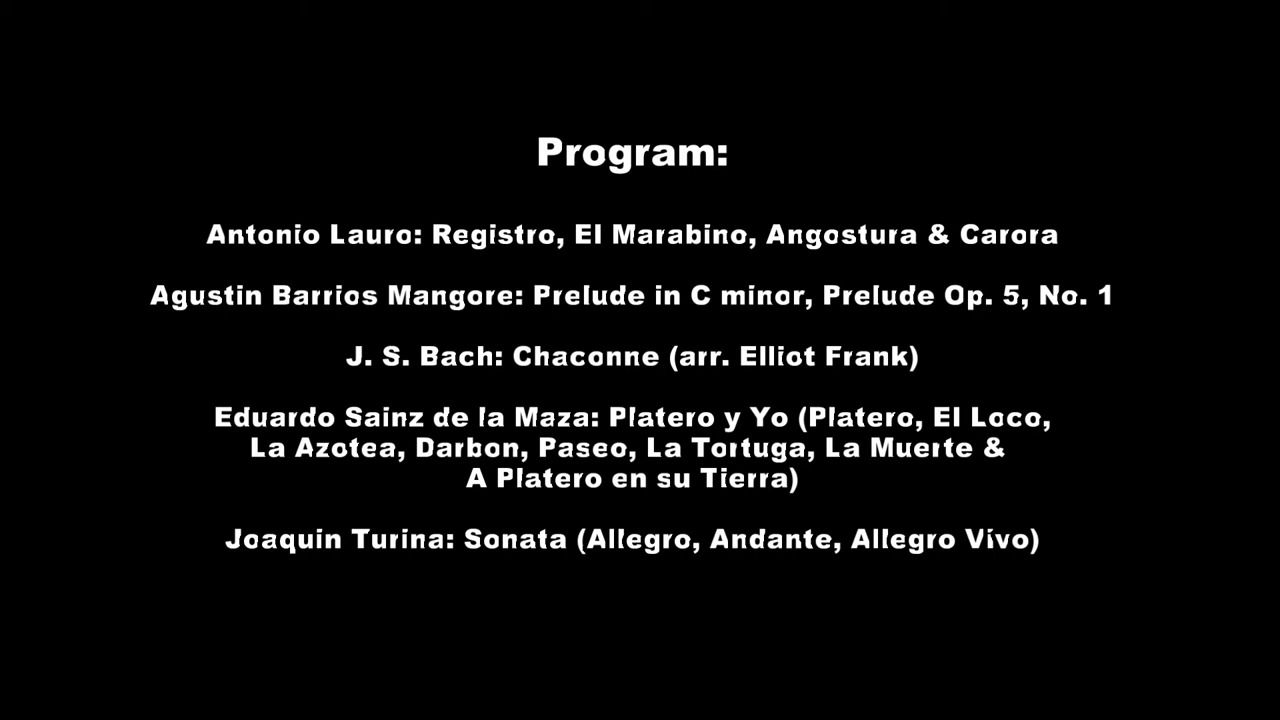 Program:
Antonio Lauro: Registro, El Marabino, Angostura & Carora
Agustin Barrios Mangore: Prelude in C minor, Prelude Op. 5, No. 1
J. S. Bach: Chaconne (arr. Elliot Frank)
Eduardo Sainz de la Maza: Platero y Yo (Platero, El Loco,
La Azotea, Darbon, Paseo, La Tortuga, La Muerte &
A Platero en su Tierra)
Joaquin Turina: Sonata (Allegro, Andante, Allegro Vivo)